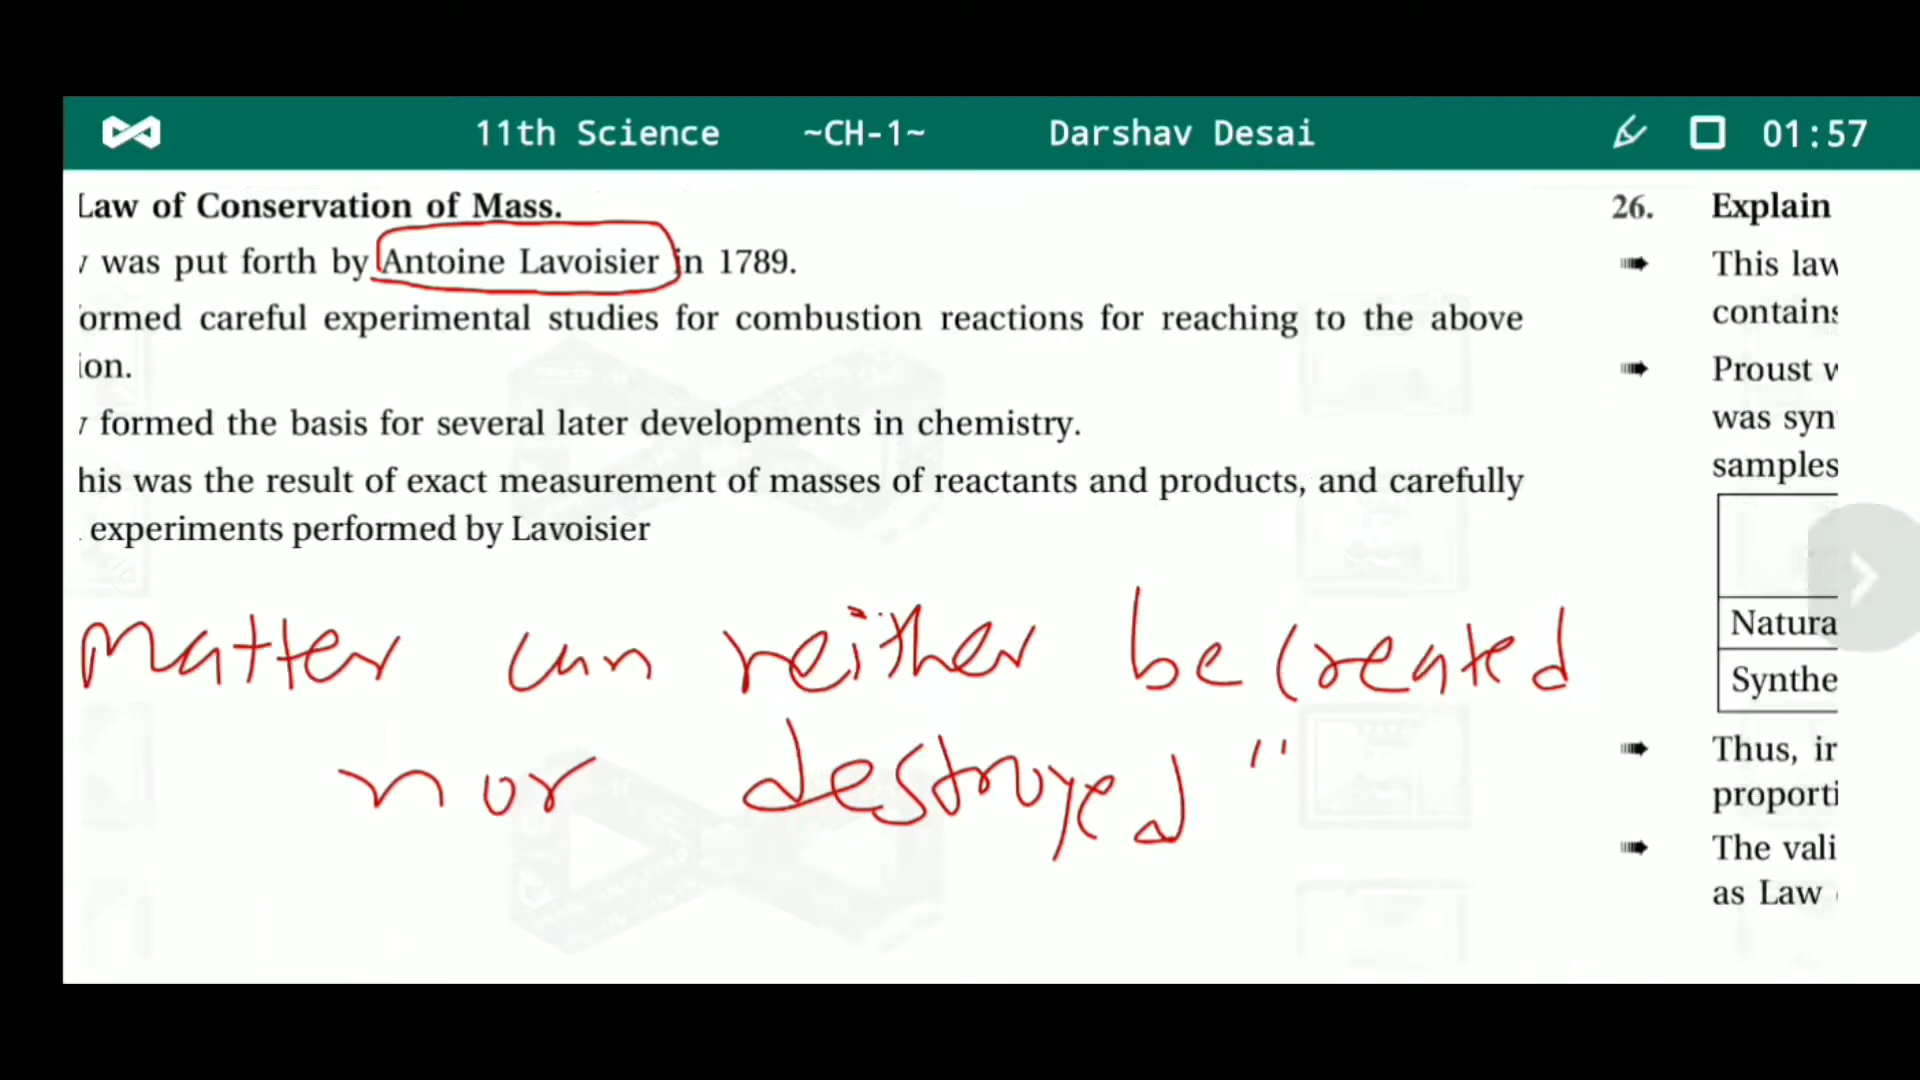 11th Science ~CH-1~ Darshav Desai 01:57
Law of Conservation of Mass.
was put forth by Antoine Lavoisier in 1789.
ormed careful experimental studies for combustion reactions for reaching to the above
ion.
formed the basis for several later developments in chemistry.
his was the result of exact measurement of masses of reactants and products, and carefully
experiments performed by Lavoisier
matter can neither be created
nor destroyed"
26. Explain
This law
contains
Proust w
was syn
samples
Natura
Synthe
Thus, ir
proporti
The vali
as Law